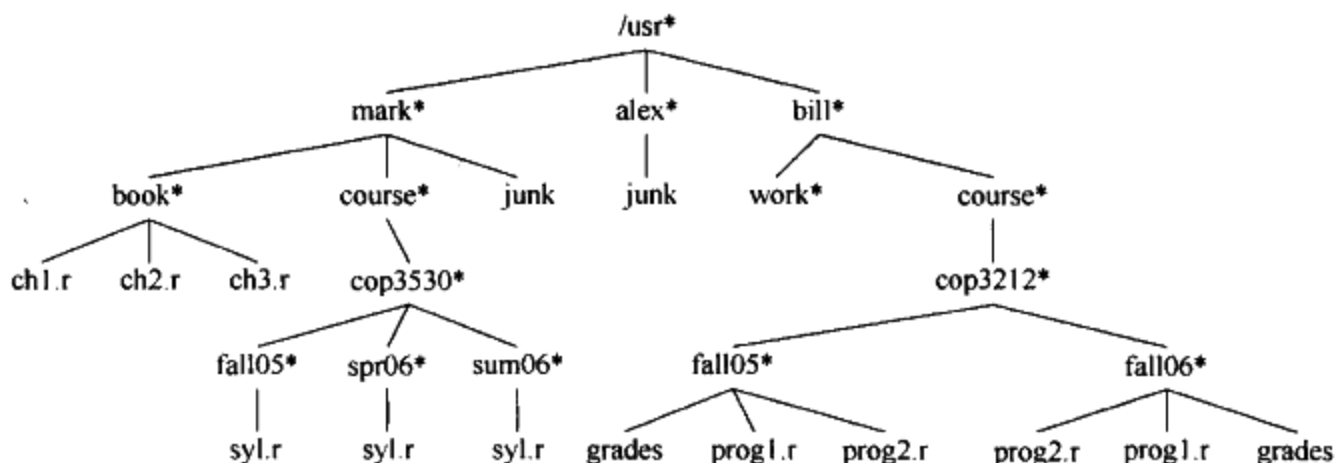 /usr*
mark* alex* bill*
book* course* junk junk work* course*
ch1.r ch2.r ch3.r cop3530* cop3212*
fall05* spr06* sum06* fall05* fall06*
syl.r syl.r syl.r grades prog1.r prog2.r prog2.r prog1.r grades